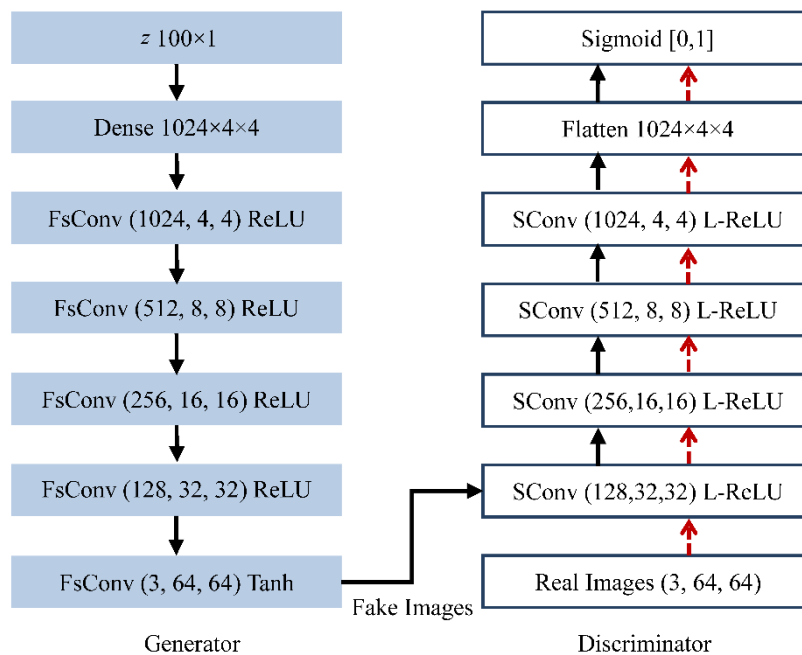 z 100×1
Dense 1024×4×4
FsConv (1024, 4, 4) ReLU
FsConv (512, 8, 8) ReLU
FsConv (256, 16, 16) ReLU
FsConv (128, 32, 32) ReLU
FsConv (3, 64, 64) Tanh
Generator
Fake Images
Sigmoid [0,1]
Flatten 1024×4×4
SConv (1024, 4, 4) L-ReLU
SConv (512, 8, 8) L-ReLU
SConv (256,16,16) L-ReLU
SConv (128,32,32) L-ReLU
Real Images (3, 64, 64)
Discriminator